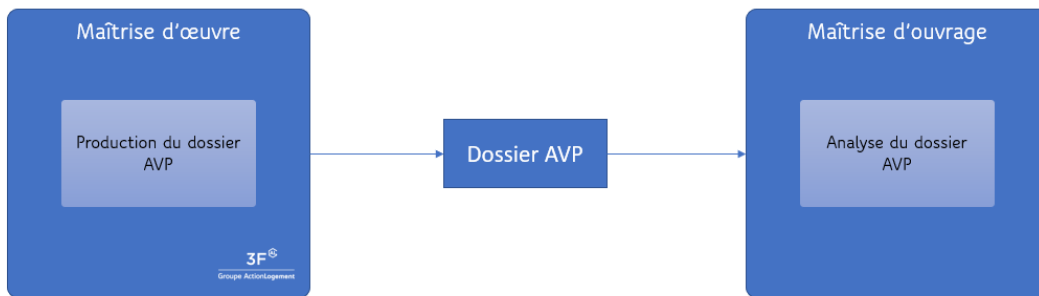 Maîtrise d'œuvre
Production du dossier
AVP
3F
Groupe ActionLogement
Dossier AVP
Maîtrise d'ouvrage
Analyse du dossier
AVP